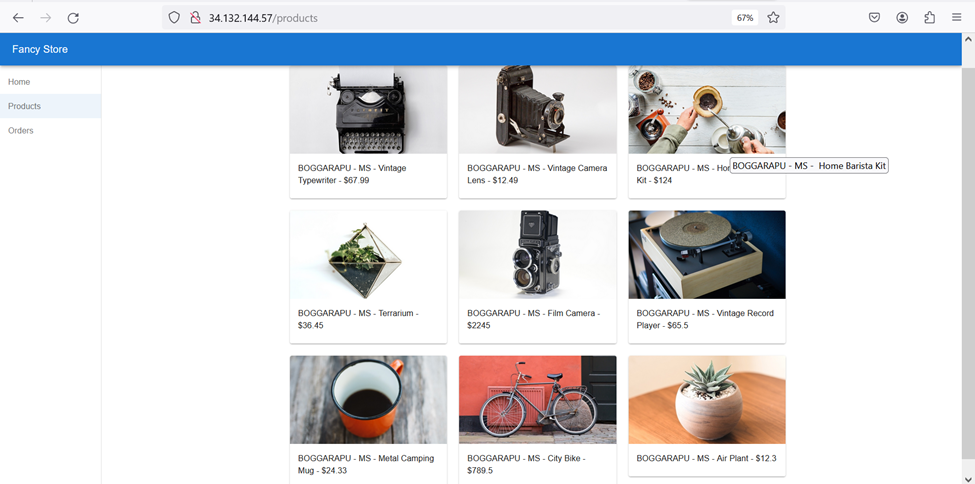 34.132.144.57/products
67%
Fancy Store
Home
Products
Orders
BOGGARAPU - MS - Vintage
Typewriter - $67.99
BOGGARAPU - MS - Vintage Camera
Lens - $12.49
BOGGARAPU - MS - Ho
Kit - $124
BOGGARAPU - MS -  Home Barista Kit
BOGGARAPU - MS - Terrarium -
$36.45
BOGGARAPU - MS - Film Camera -
$2245
BOGGARAPU - MS - Vintage Record
Player - $65.5
BOGGARAPU - MS - Metal Camping
Mug - $24.33
BOGGARAPU - MS - City Bike -
$789.5
BOGGARAPU - MS - Air Plant - $12.3